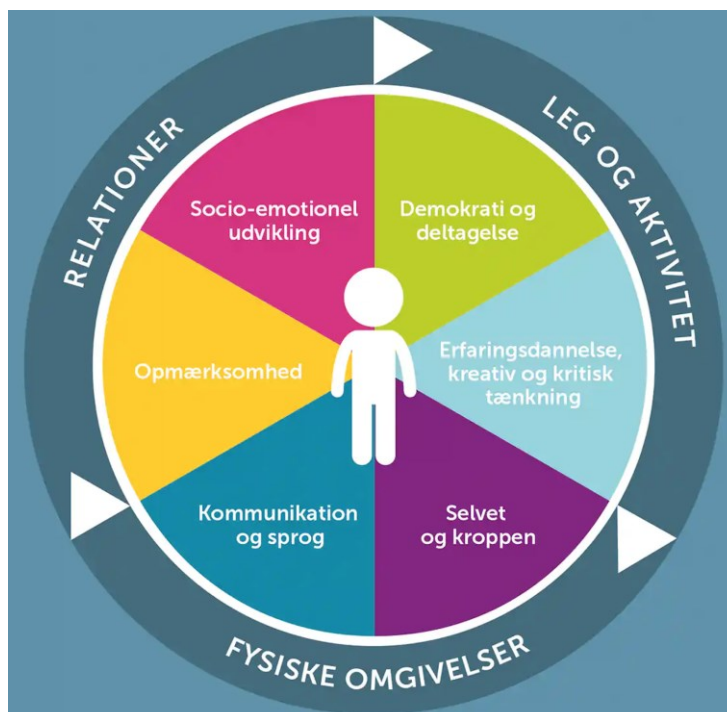 RELATIONER
LEG OG AKTIVITET
Socio-emotionel
udvikling
Demokrati og
deltagelse
Opmærksomhed
Erfaringsdannelse,
kreativ og kritisk
tænkning
Kommunikation
og sprog
Selvet
og kroppen
FYSISKE OMGIVELSER